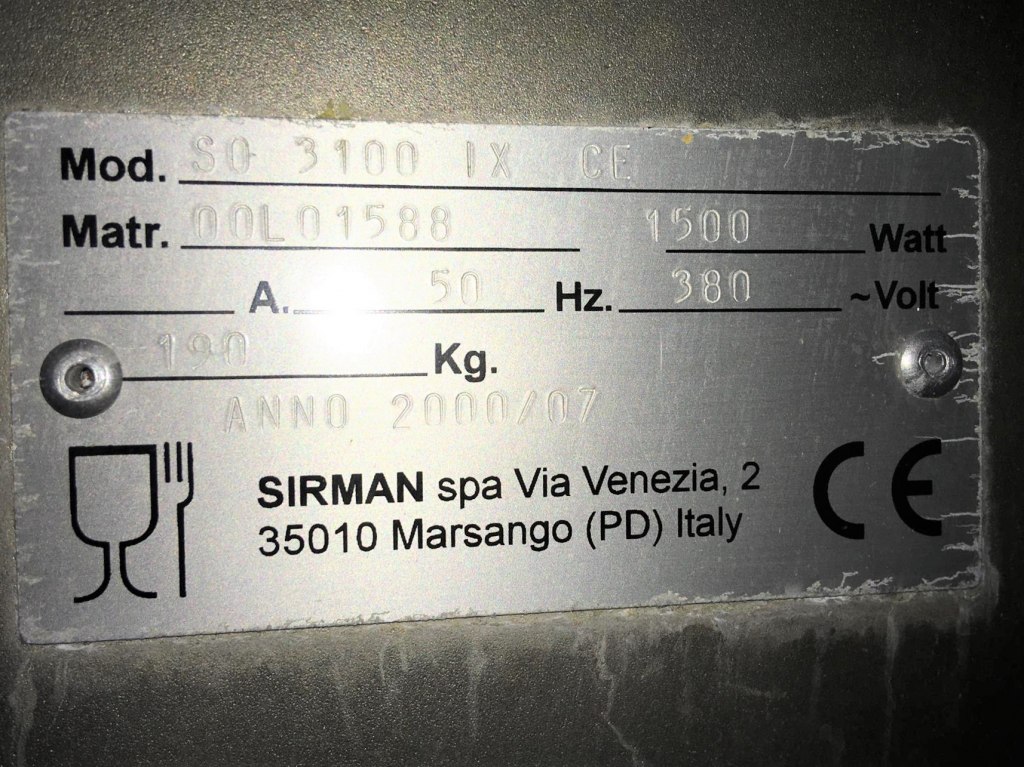 Mod. SO 3100 IX CE
Matr. 00L01588 1500 Watt
A. 50 Hz. 380 ~Volt
190 Kg.
ANNO 2000/07
SIRMAN spa Via Venezia, 2
35010 Marsango (PD) Italy
CE